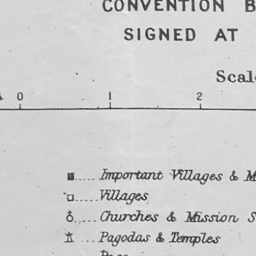 CONVENTION B
SIGNED AT
Scale
0 1 2
Important Villages & M
Villages
Churches & Mission S
Pagodas & Temples